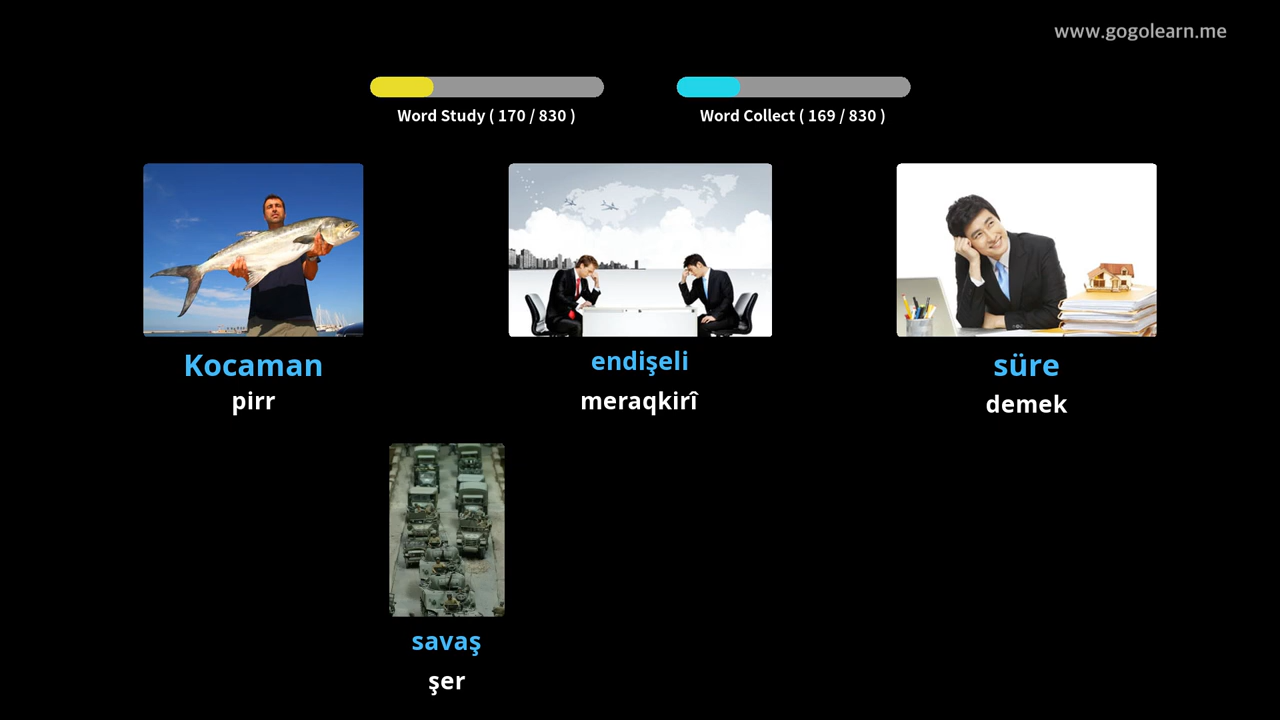 www.gogolearn.me
Word Study ( 170 / 830 )
Word Collect ( 169 / 830 )
Kocaman
pirr
endişeli
meraqkirî
süre
demek
savaş
şer